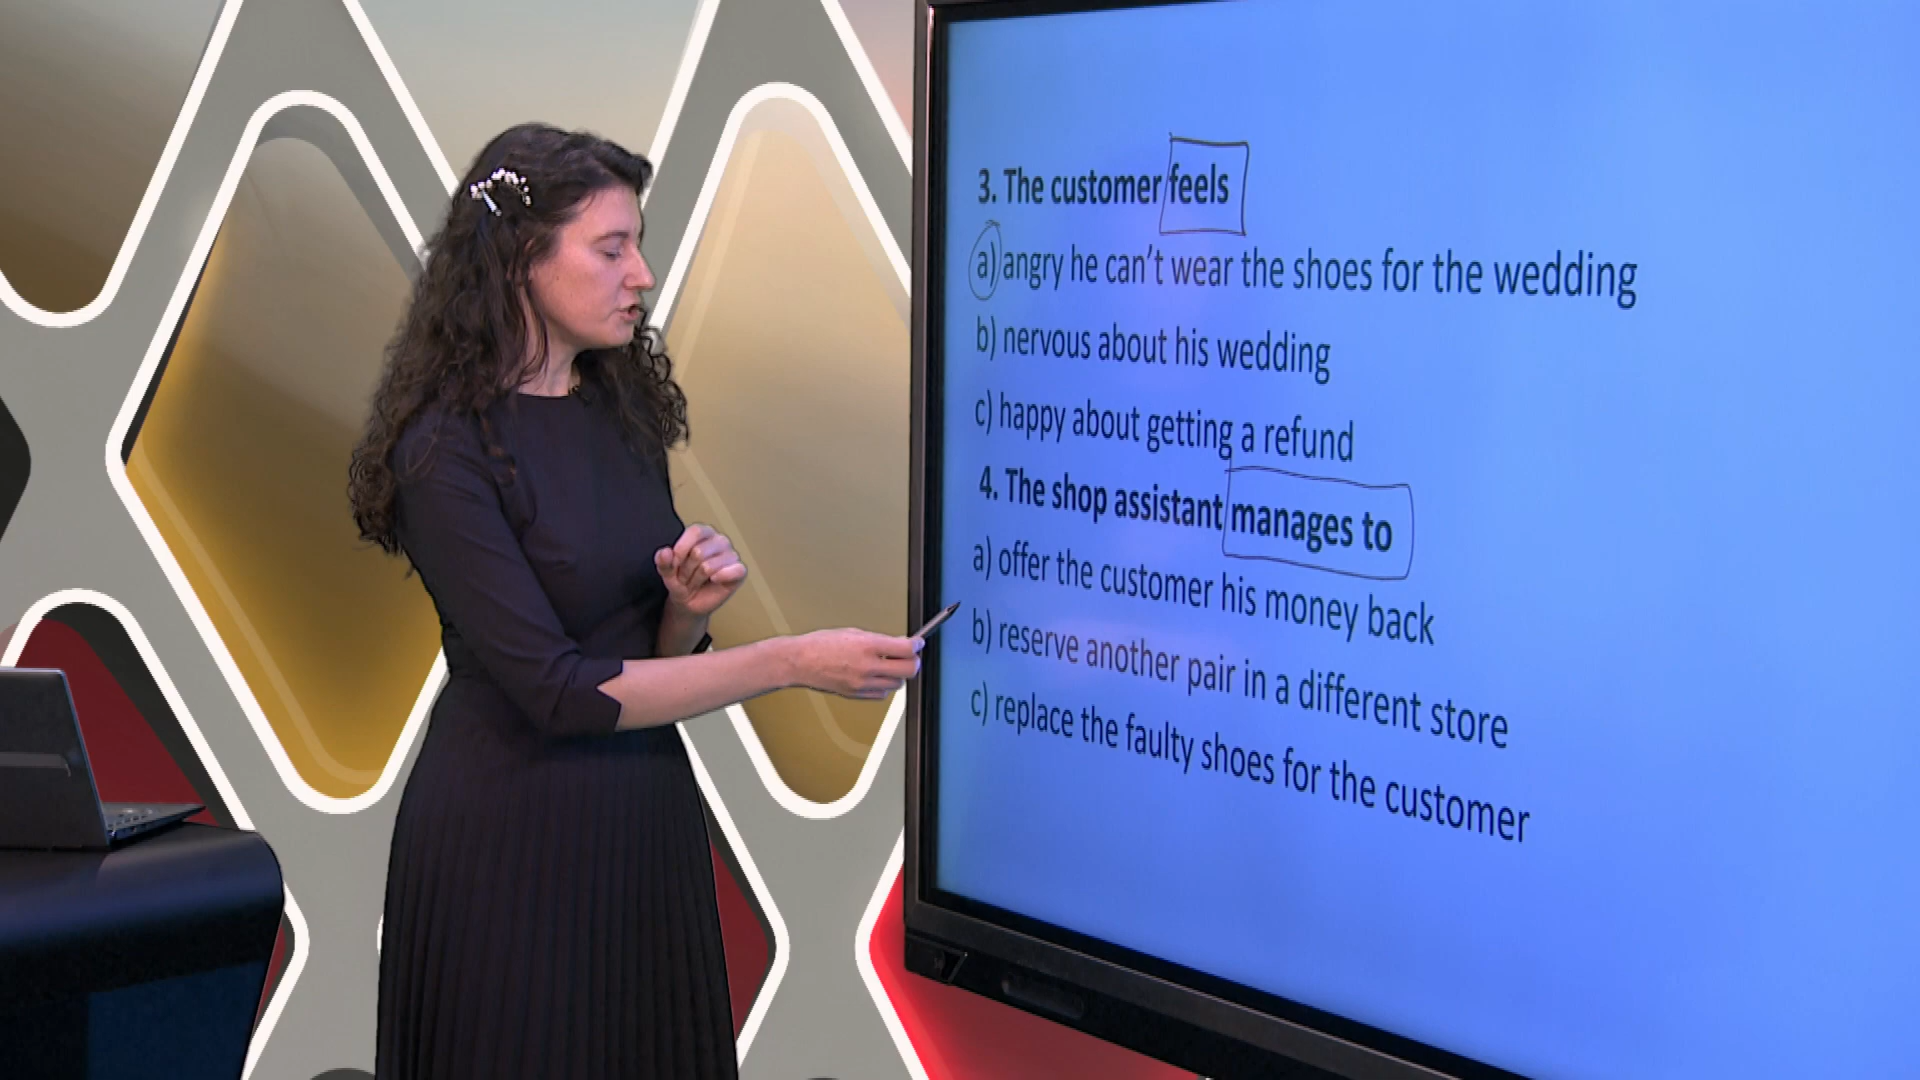 3. The customer feels
a) angry he can't wear the shoes for the wedding
b) nervous about his wedding
c) happy about getting a refund
4. The shop assistant manages to
a) offer the customer his money back
b) reserve another pair in a different store
c) replace the faulty shoes for the customer